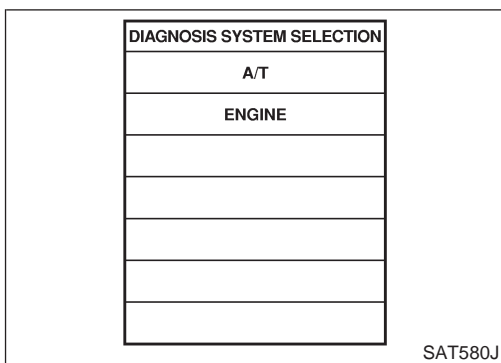 DIAGNOSIS SYSTEM SELECTION
A/T
ENGINE
SAT580J